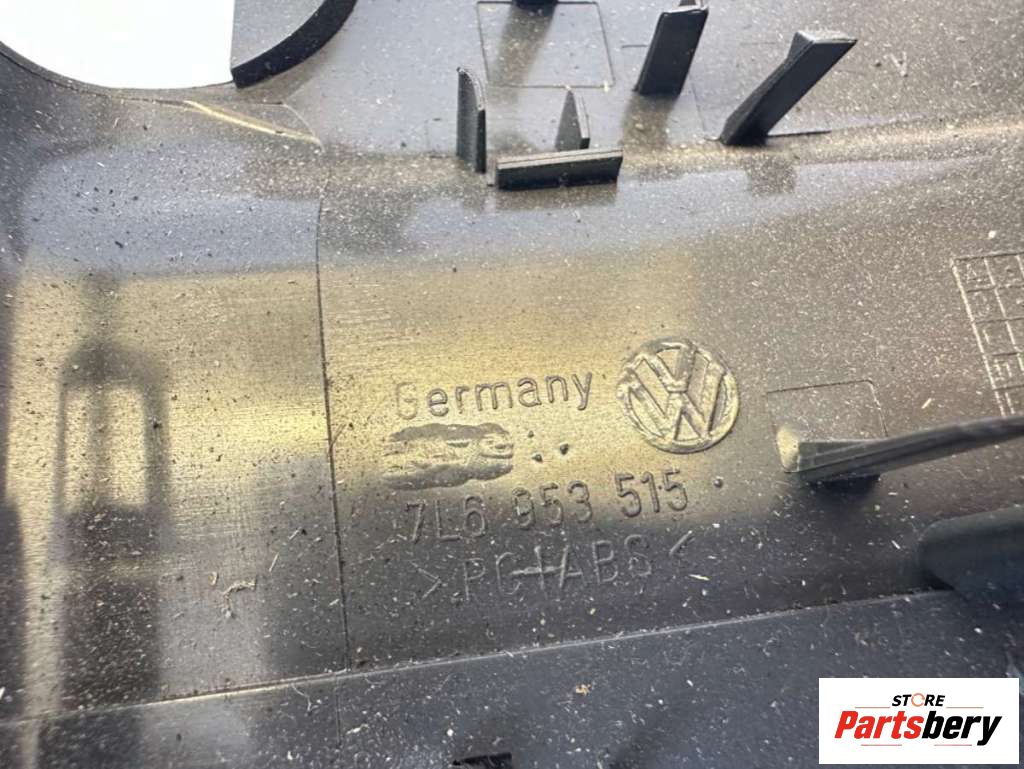 Germany
7L6 953 515
>PC+ABS<
STORE
Partsbery